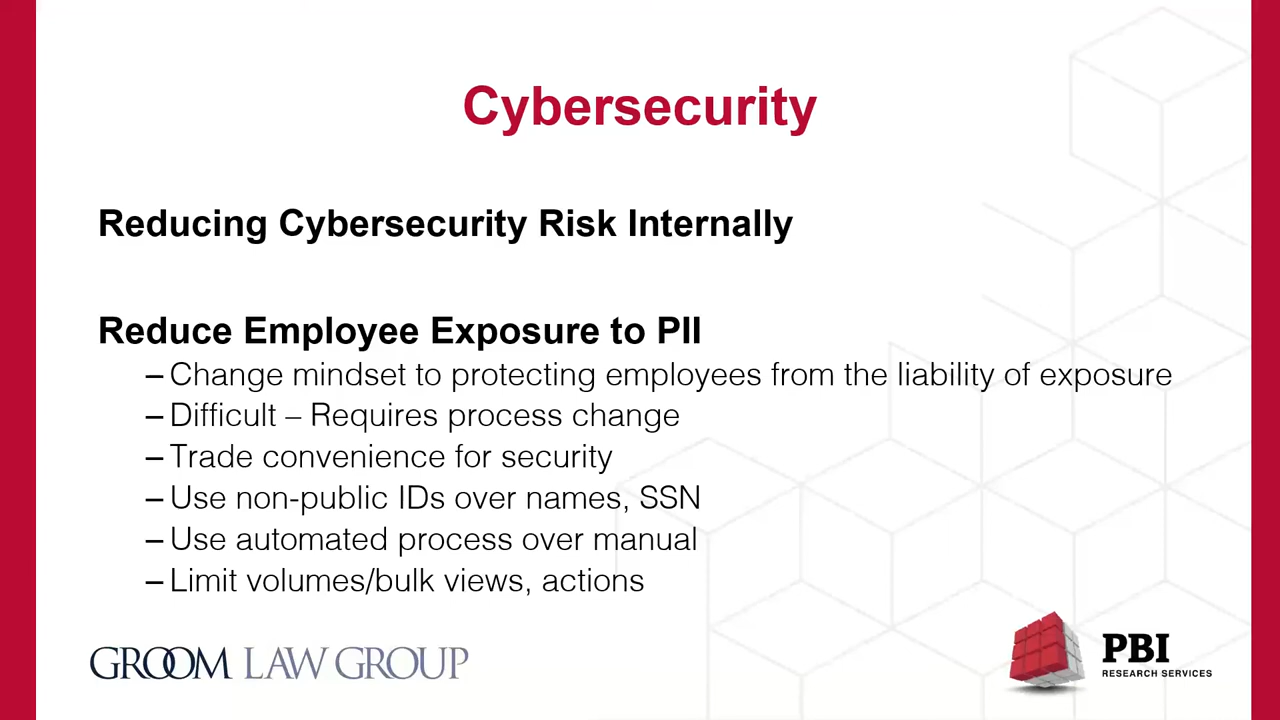 Cybersecurity
Reducing Cybersecurity Risk Internally
Reduce Employee Exposure to PII
– Change mindset to protecting employees from the liability of exposure
– Difficult – Requires process change
– Trade convenience for security
– Use non-public IDs over names, SSN
– Use automated process over manual
– Limit volumes/bulk views, actions
GROOM LAW GROUP
PBI
RESEARCH SERVICES